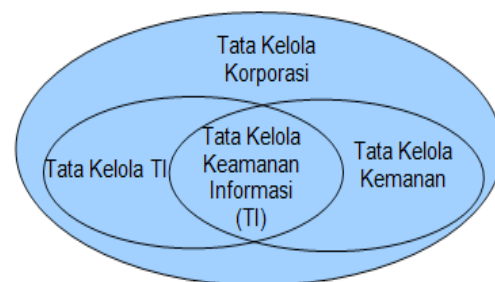 Tata Kelola
Korporasi
Tata Kelola TI
Tata Kelola
Keamanan
Informasi
(TI)
Tata Kelola
Kemanan